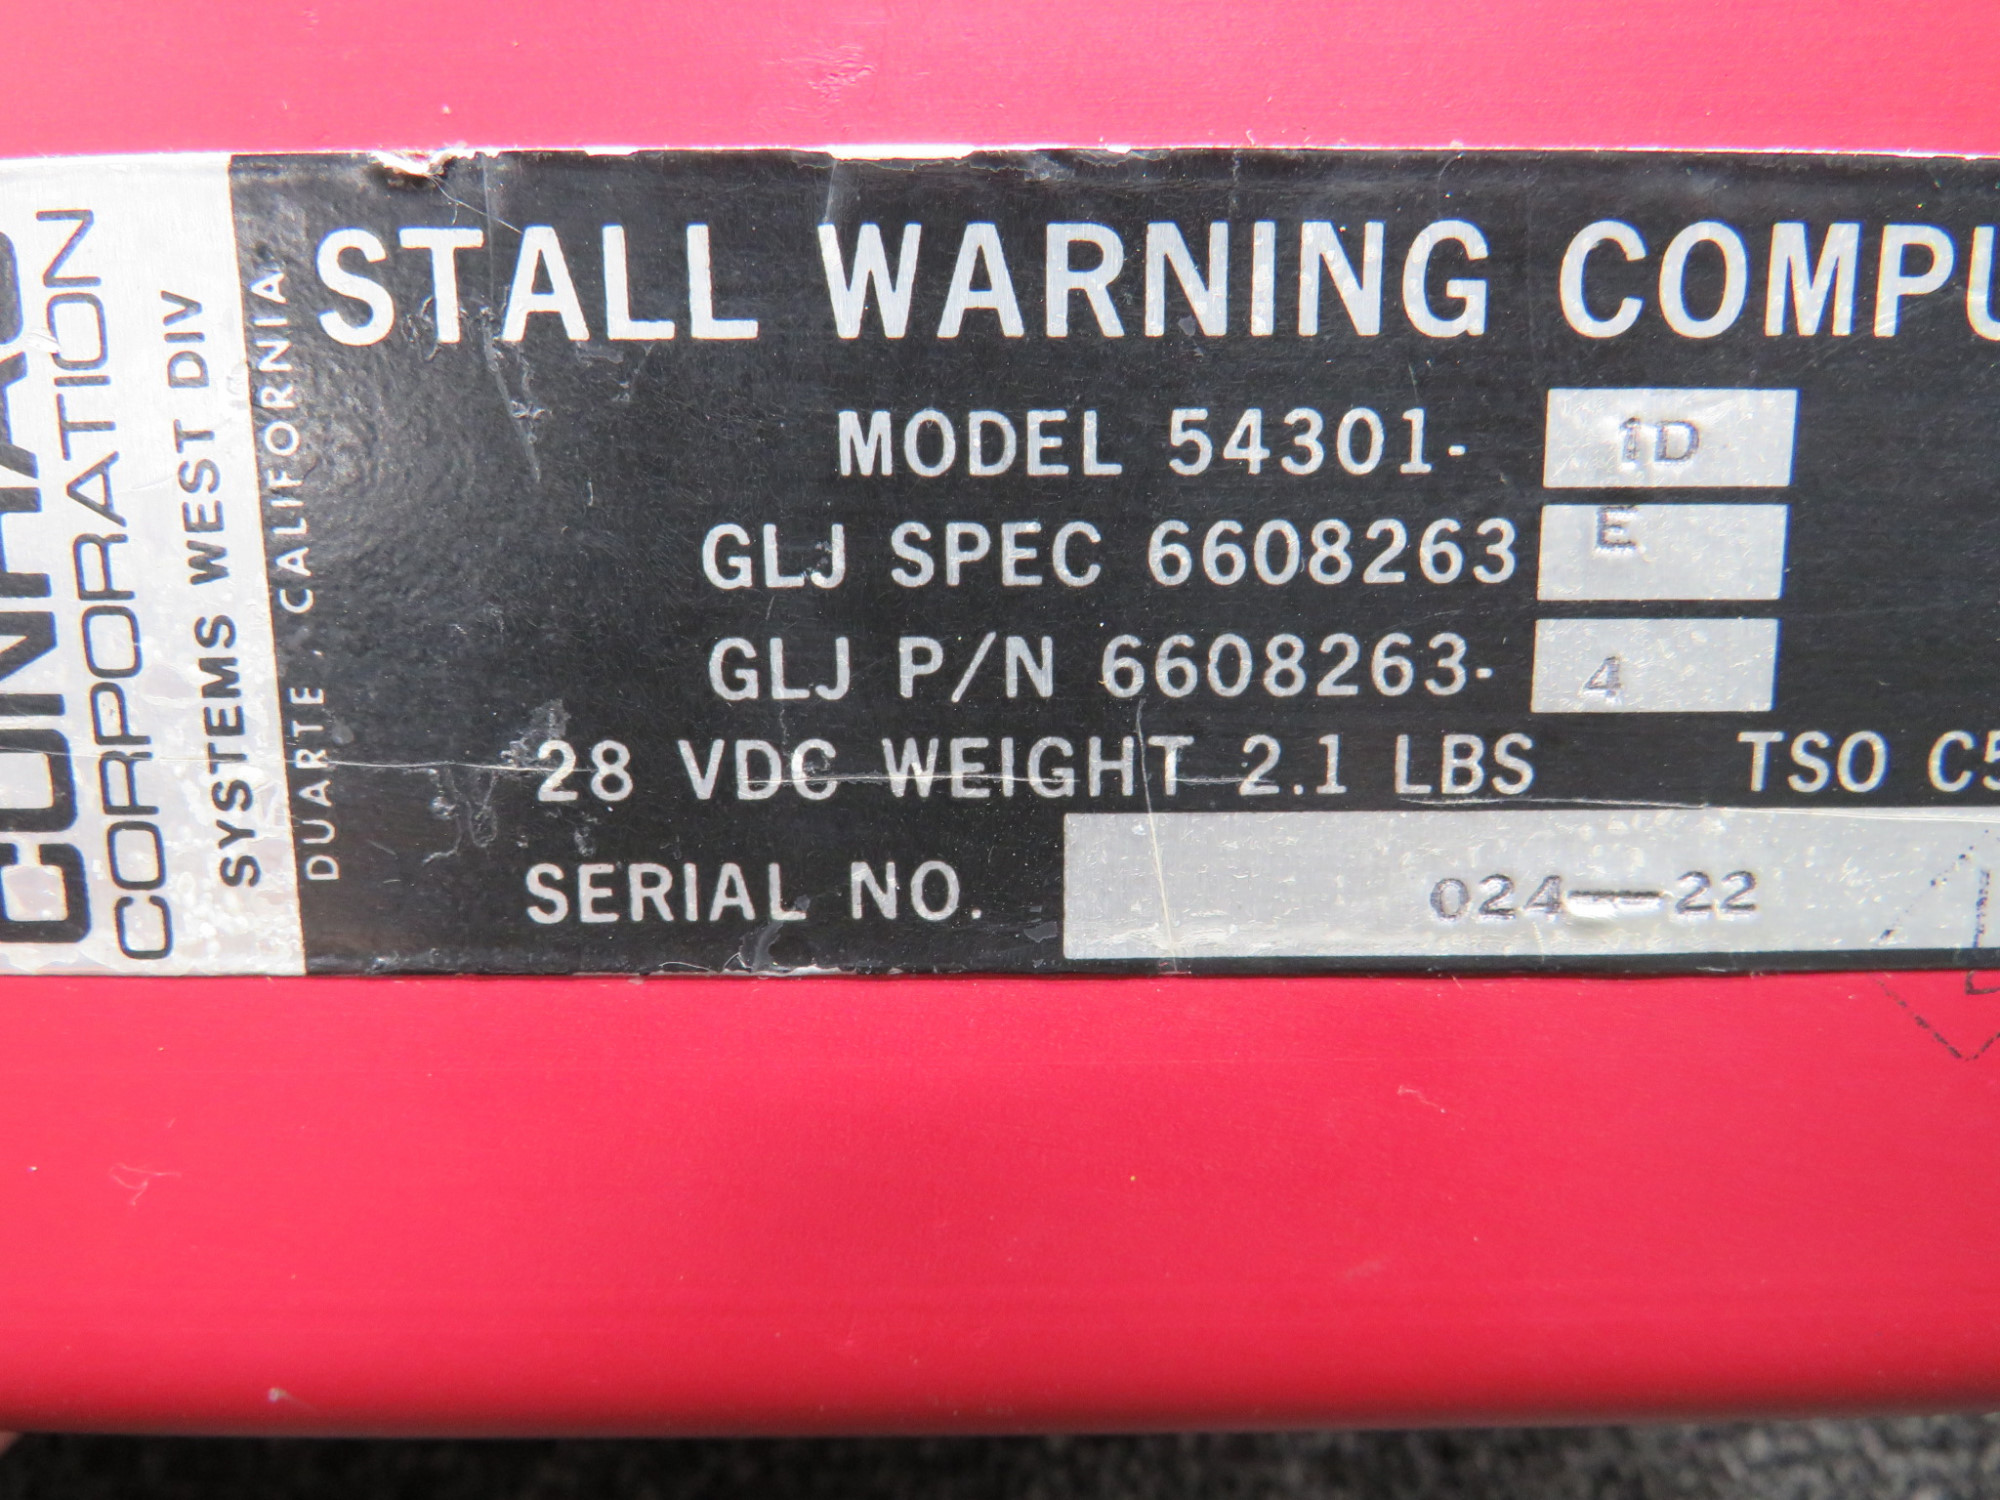 CORPORATION
SYSTEMS WEST DIV
DUARTE CALIFORNIA
STALL WARNING COMPU
MODEL 54301- 1D
GLJ SPEC 6608263 E
GLJ P/N 6608263- 4
28 VDC WEIGHT 2.1 LBS TSO C5
SERIAL NO. 024-22